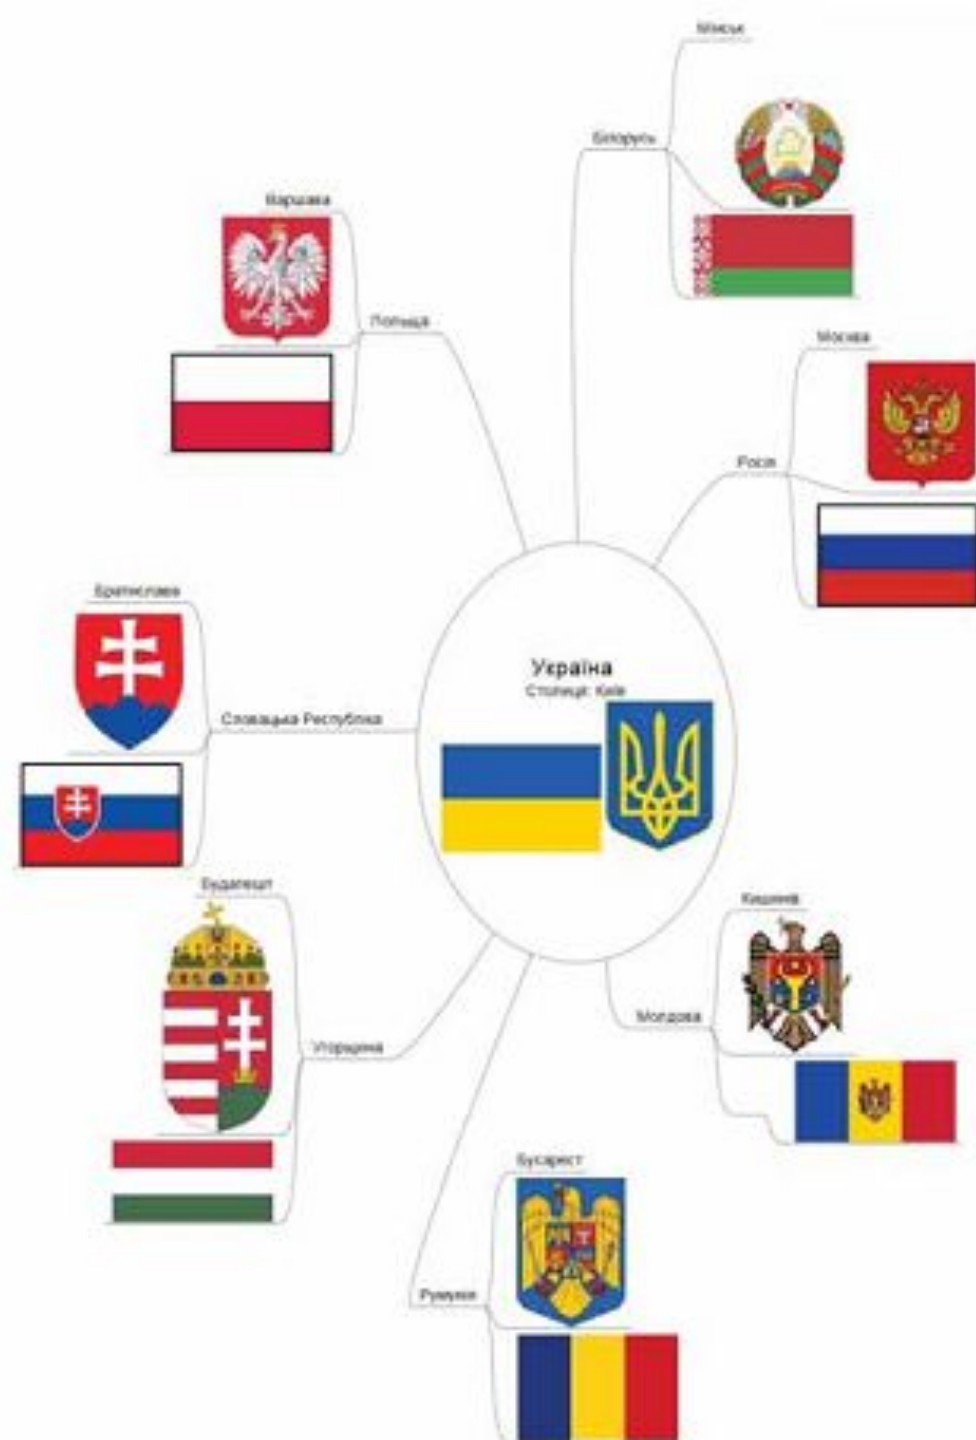 Мінськ
Білорусь
Варшава
Польща
Москва
Росія
Братислава
Словацька Республіка
Україна
Столиця: Київ
Будапешт
Угорщина
Кишинів
Молдова
Бухарест
Румунія